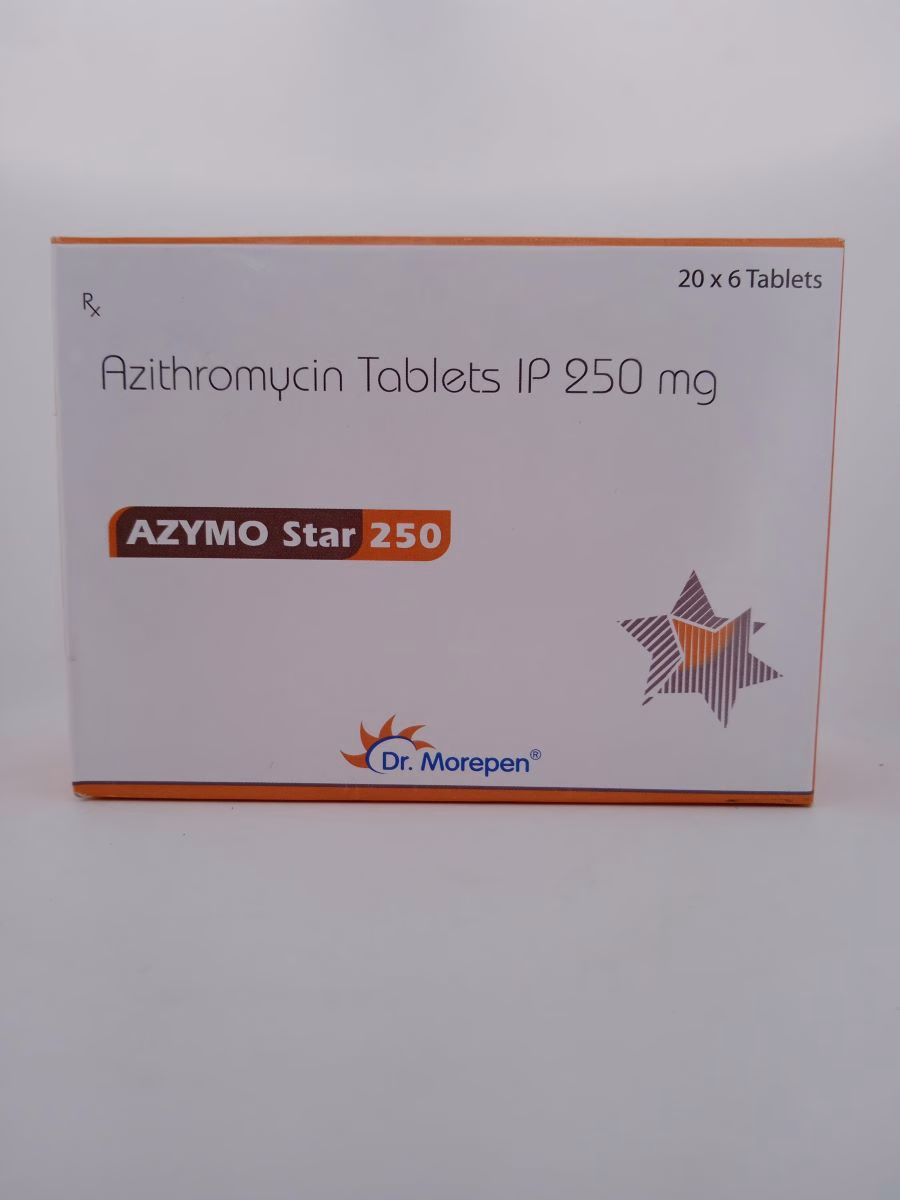 20 x 6 Tablets
Rx
Azithromycin Tablets IP 250 mg
AZYMO Star 250
Dr. Morepen®